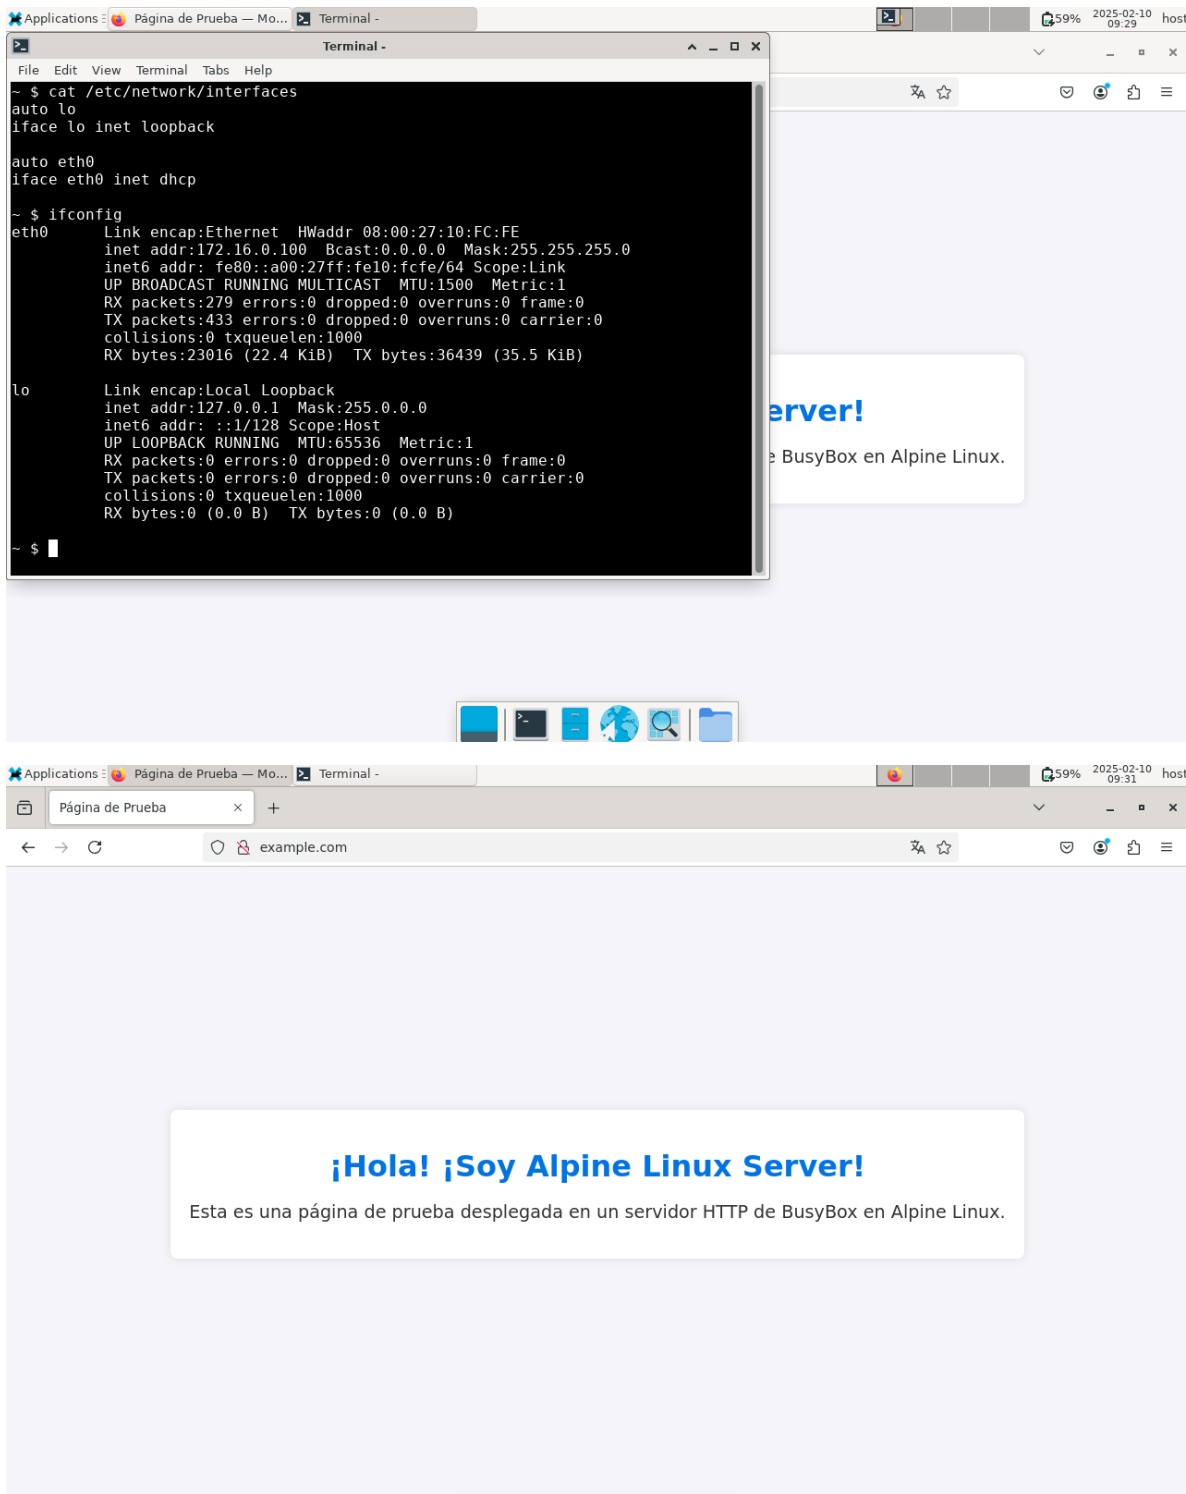 Applications
Página de Prueba — Mo...
Terminal -
59%
2025-02-10
09:29
host
Terminal -
File Edit View Terminal Tabs Help
~ $ cat /etc/network/interfaces
auto lo
iface lo inet loopback
auto eth0
iface eth0 inet dhcp
~ $ ifconfig
eth0 Link encap:Ethernet HWaddr 08:00:27:10:FC:FE
inet addr:172.16.0.100 Bcast:0.0.0.0 Mask:255.255.255.0
inet6 addr: fe80::a00:27ff:fe10:fcfe/64 Scope:Link
UP BROADCAST RUNNING MULTICAST MTU:1500 Metric:1
RX packets:279 errors:0 dropped:0 overruns:0 frame:0
TX packets:433 errors:0 dropped:0 overruns:0 carrier:0
collisions:0 txqueuelen:1000
RX bytes:23016 (22.4 KiB) TX bytes:36439 (35.5 KiB)
lo Link encap:Local Loopback
inet addr:127.0.0.1 Mask:255.0.0.0
inet6 addr: ::1/128 Scope:Host
UP LOOPBACK RUNNING MTU:65536 Metric:1
RX packets:0 errors:0 dropped:0 overruns:0 frame:0
TX packets:0 errors:0 dropped:0 overruns:0 carrier:0
collisions:0 txqueuelen:1000
RX bytes:0 (0.0 B) TX bytes:0 (0.0 B)
~ $
erver!
e BusyBox en Alpine Linux.
Applications
Página de Prueba — Mo...
Terminal -
59%
2025-02-10
09:31
host
Página de Prueba
example.com
¡Hola! ¡Soy Alpine Linux Server!
Esta es una página de prueba desplegada en un servidor HTTP de BusyBox en Alpine Linux.